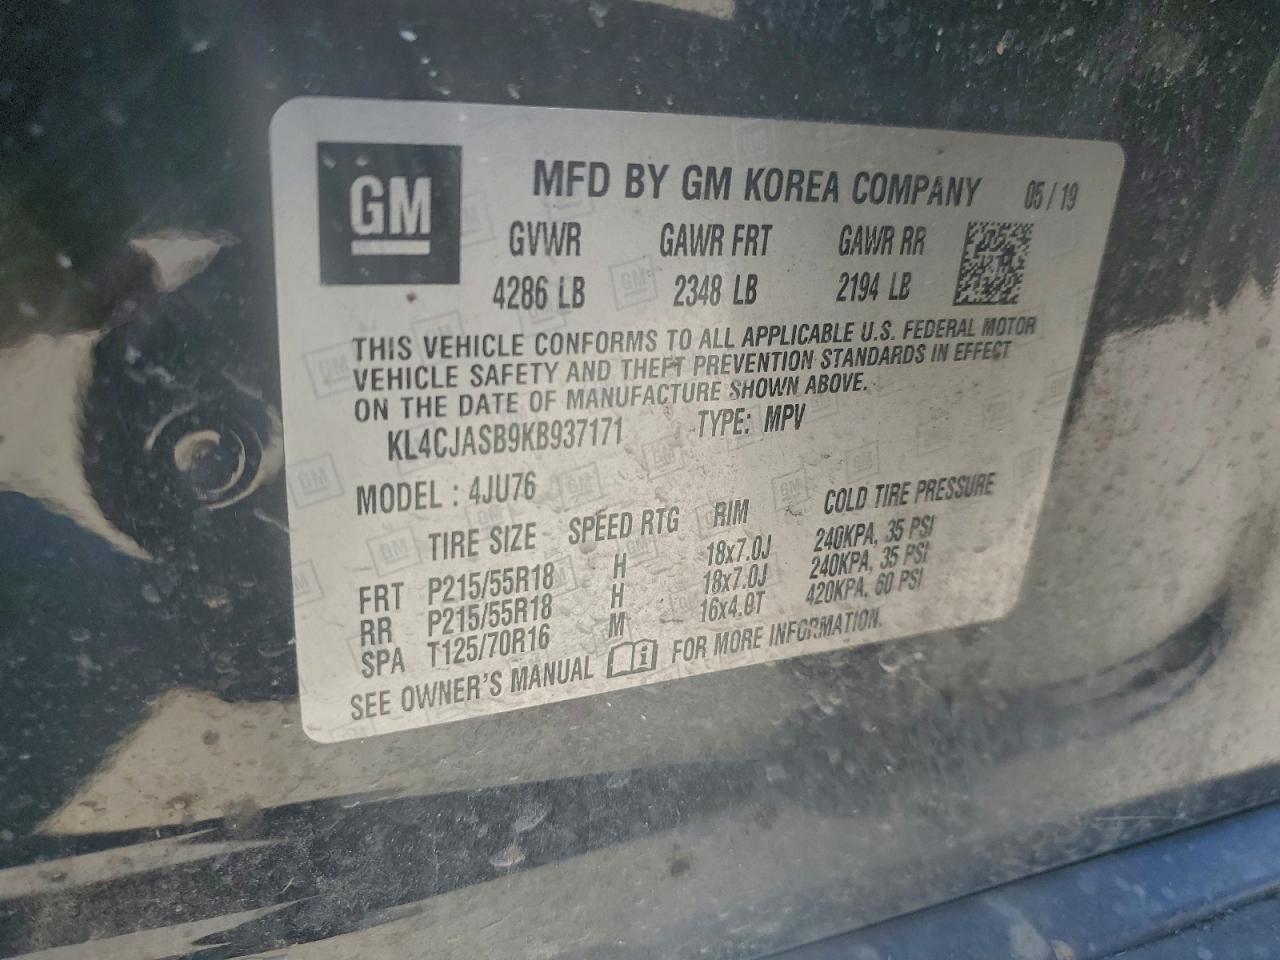 GM
MFD BY GM KOREA COMPANY 05 / 19
GVWR GAWR FRT GAWR RR
4286 LB 2348 LB 2194 LB
THIS VEHICLE CONFORMS TO ALL APPLICABLE U.S. FEDERAL MOTOR
VEHICLE SAFETY AND THEFT PREVENTION STANDARDS IN EFFECT
ON THE DATE OF MANUFACTURE SHOWN ABOVE.
KL4CJASB9KB937171 TYPE: MPV
MODEL : 4JU76
TIRE SIZE SPEED RTG RIM COLD TIRE PRESSURE
FRT P215/55R18 H 18x7.0J 240KPA, 35 PSI
RR P215/55R18 H 18x7.0J 240KPA, 35 PSI
SPA T125/70R16 M 16x4.0T 420KPA, 60 PSI
SEE OWNER'S MANUAL FOR MORE INFORMATION.